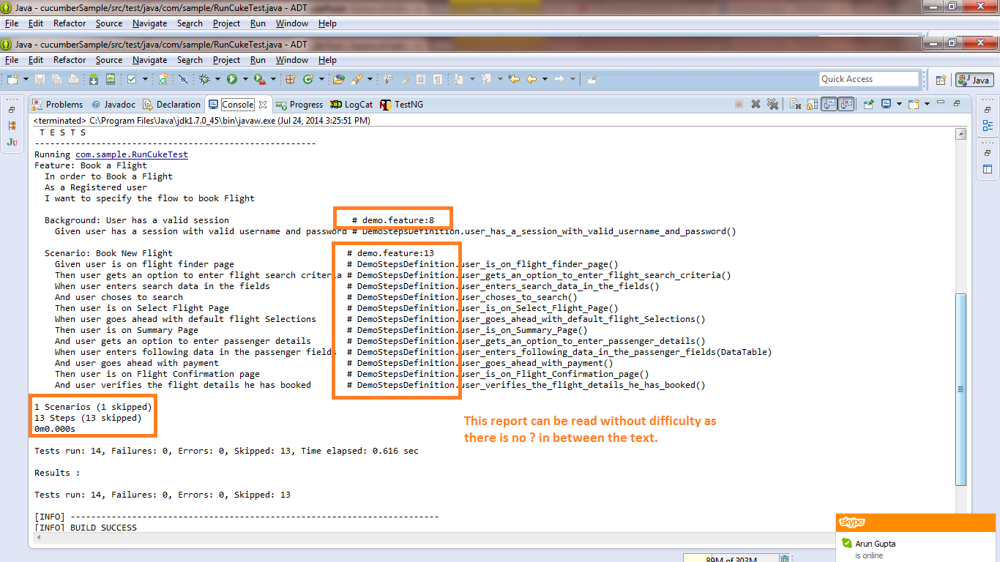 Java - cucumberSample/src/test/java/com/sample/RunCukeTest.java - ADT
File Edit Refactor Source Navigate Search Project Run Window Help
Java - cucumberSample/src/test/java/com/sample/RunCukeTest.java - ADT
File Edit Refactor Source Navigate Search Project Run Window Help
Quick Access
Java
Problems @ Javadoc Declaration Console Progress LogCat TestNG
<terminated> C:\Program Files\Java\jdk1.7.0_45\bin\javaw.exe (Jul 24, 2014 3:25:51 PM)
T E S T S
-------------------------------------------------------
Running com.sample.RunCukeTest
Feature: Book a Flight
In order to Book a Flight
As a Registered user
I want to specify the flow to book Flight
Background: User has a valid session # demo.feature:8
Given user has a session with valid username and password # DemoStepsDefinition.user_has_a_session_with_valid_username_and_password()
Scenario: Book New Flight # demo.feature:13
Given user is on flight finder page # DemoStepsDefinition.user_is_on_flight_finder_page()
Then user gets an option to enter flight search criteria # DemoStepsDefinition.user_gets_an_option_to_enter_flight_search_criteria()
When user enters search data in the fields # DemoStepsDefinition.user_enters_search_data_in_the_fields()
And user choses to search # DemoStepsDefinition.user_choses_to_search()
Then user is on Select Flight Page # DemoStepsDefinition.user_is_on_Select_Flight_Page()
When user goes ahead with default flight Selections # DemoStepsDefinition.user_goes_ahead_with_default_flight_Selections()
Then user is on Summary Page # DemoStepsDefinition.user_is_on_Summary_Page()
And user gets an option to enter passenger details # DemoStepsDefinition.user_gets_an_option_to_enter_passenger_details()
When user enters following data in the passenger fields # DemoStepsDefinition.user_enters_following_data_in_the_passenger_fields(DataTable)
And user goes ahead with payment # DemoStepsDefinition.user_goes_ahead_with_payment()
Then user is on Flight Confirmation page # DemoStepsDefinition.user_is_on_Flight_Confirmation_page()
And user verifies the flight details he has booked # DemoStepsDefinition.user_verifies_the_flight_details_he_has_booked()
1 Scenarios (1 skipped)
13 Steps (13 skipped)
0m0.000s
This report can be read without difficulty as
there is no ? in between the text.
Tests run: 14, Failures: 0, Errors: 0, Skipped: 13, Time elapsed: 0.616 sec
Results :
Tests run: 14, Failures: 0, Errors: 0, Skipped: 13
[INFO] ------------------------------------------------------------------------
[INFO] BUILD SUCCESS
skype
Arun Gupta
is online
89M of 303M